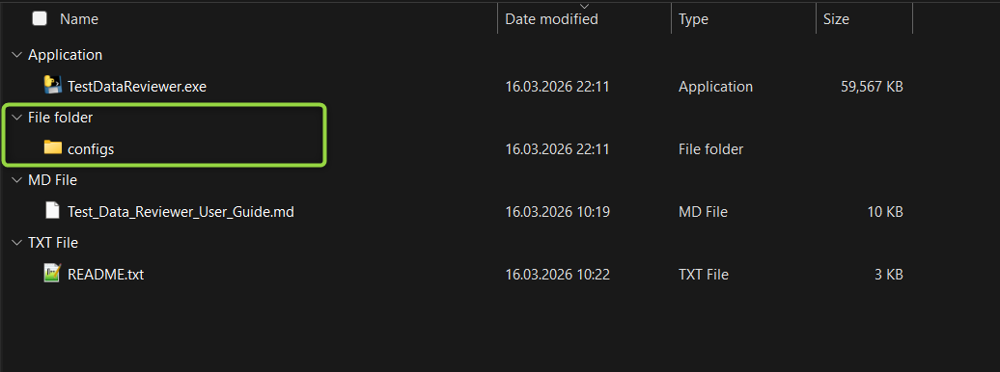 Name Date modified Type Size
Application
TestDataReviewer.exe 16.03.2026 22:11 Application 59,567 KB
File folder
configs 16.03.2026 22:11 File folder
MD File
Test_Data_Reviewer_User_Guide.md 16.03.2026 10:19 MD File 10 KB
TXT File
README.txt 16.03.2026 10:22 TXT File 3 KB